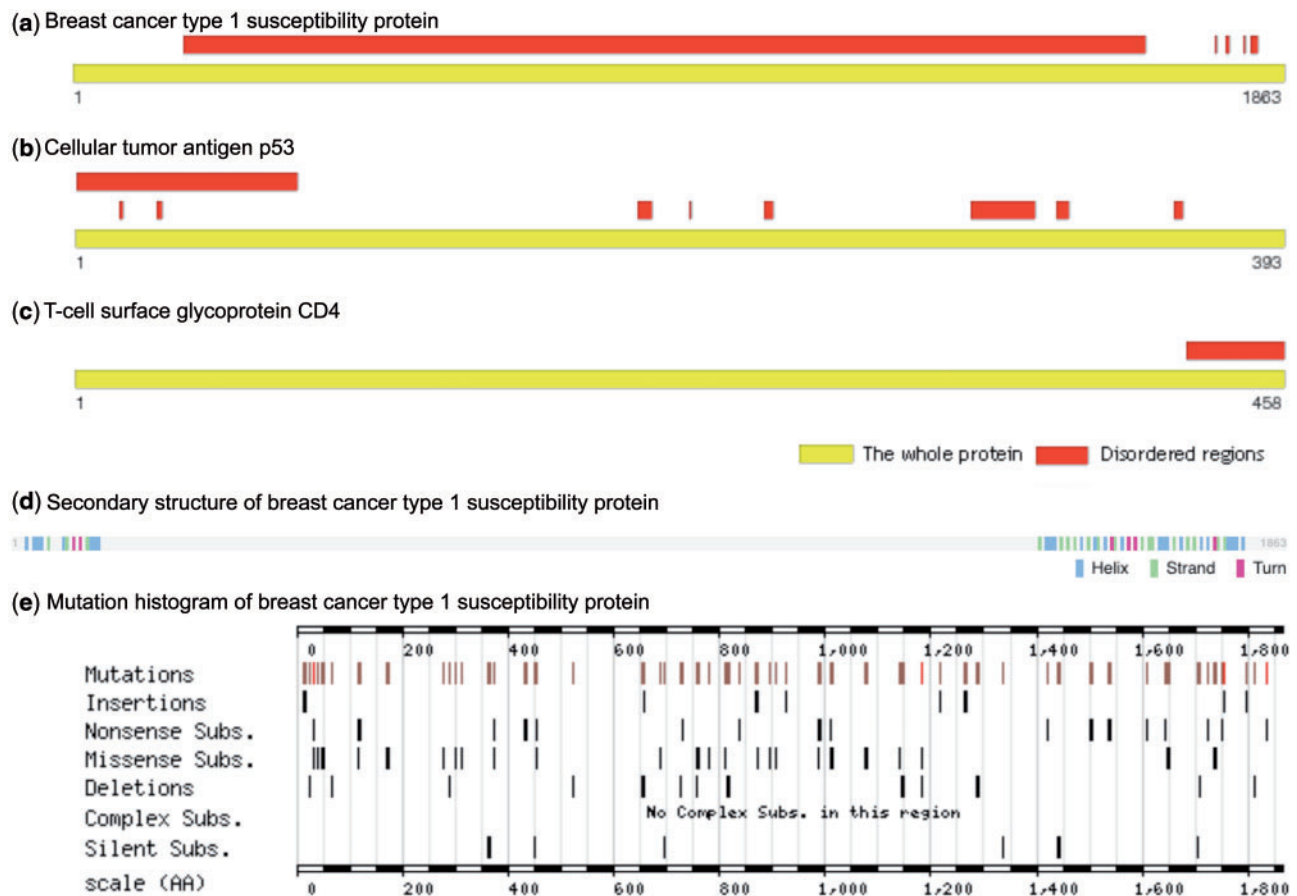 (a) Breast cancer type 1 susceptibility protein
1 1863
(b) Cellular tumor antigen p53
1 393
(c) T-cell surface glycoprotein CD4
1 458
The whole protein Disordered regions
(d) Secondary structure of breast cancer type 1 susceptibility protein
1 1863
Helix Strand Turn
(e) Mutation histogram of breast cancer type 1 susceptibility protein
0 200 400 600 800 1,000 1,200 1,400 1,600 1,800
Mutations
Insertions
Nonsense Subs.
Missense Subs.
Deletions
Complex Subs. No Complex Subs. in this region
Silent Subs.
scale (AA) 0 200 400 600 800 1,000 1,200 1,400 1,600 1,800